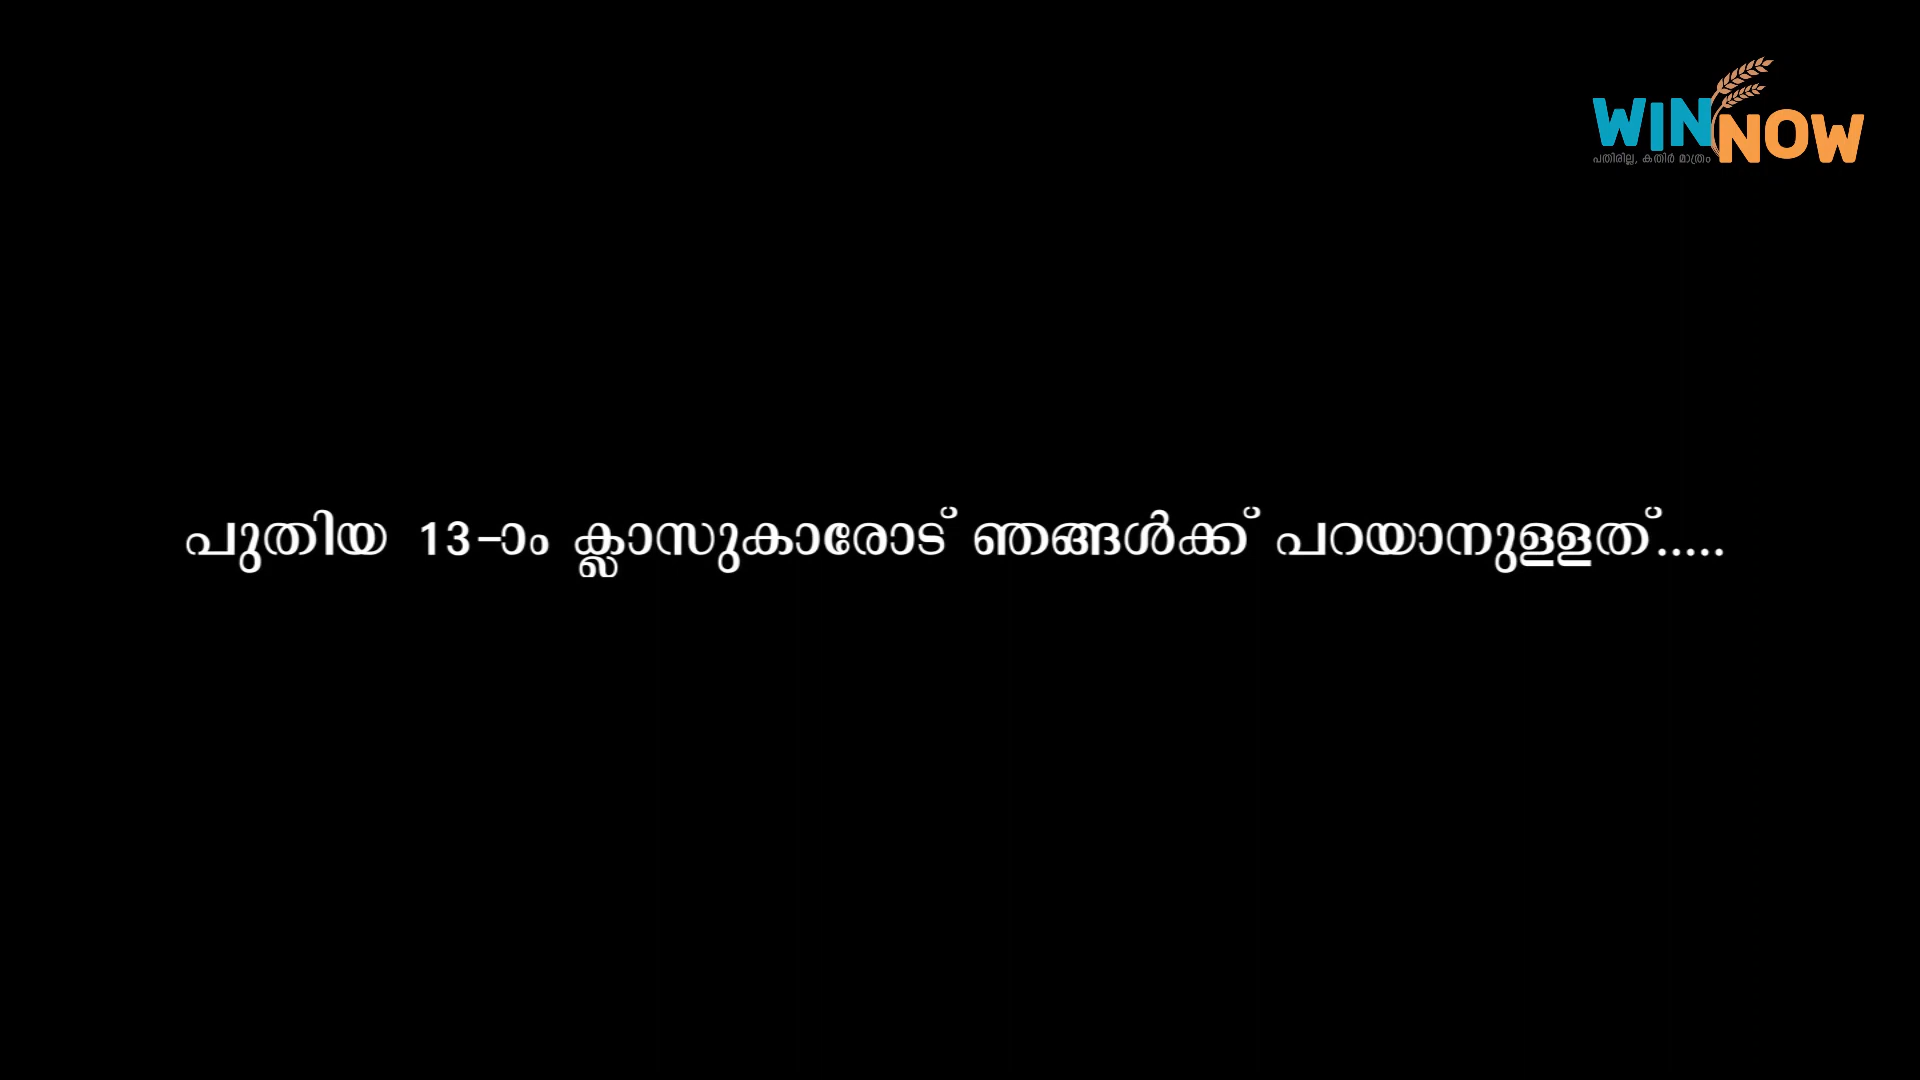 WINNOW
പതിരില്ല, കതിർ മാത്രം
പുതിയ 13-ാം ക്ലാസുകാരോട് ഞങ്ങൾക്ക് പറയാനുള്ളത്.....